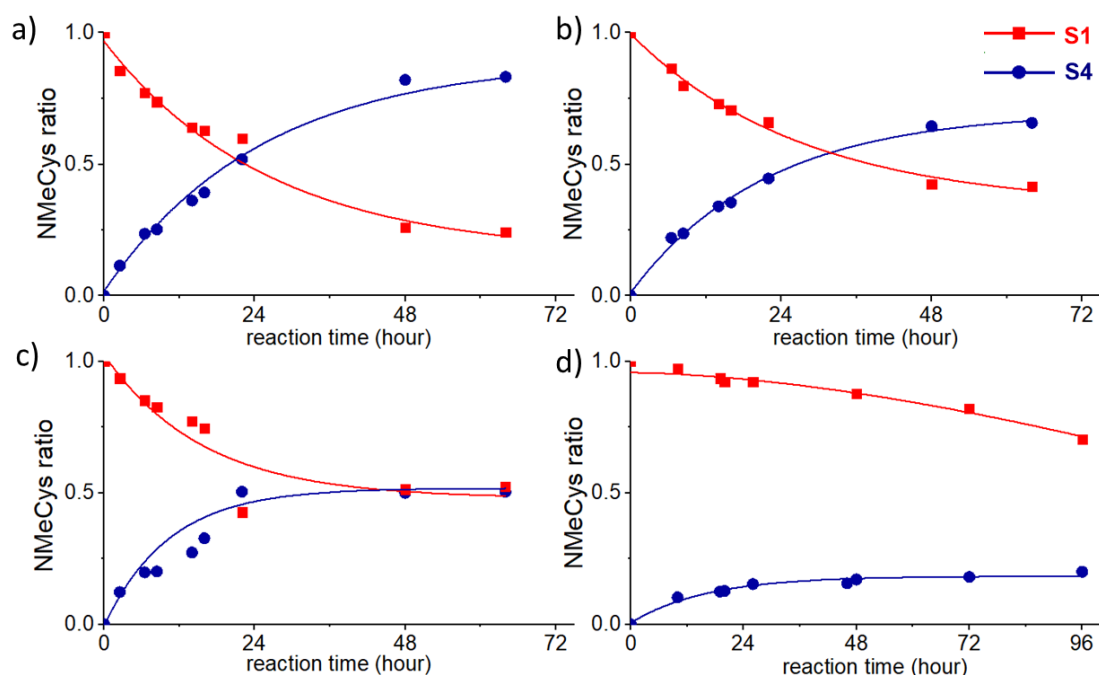 a)
1.0
0.5
0.0
NMeCys ratio
0
24
48
72
reaction time (hour)
b)
1.0
0.5
0.0
NMeCys ratio
0
24
48
72
reaction time (hour)
S1
S4
c)
1.0
0.5
0.0
NMeCys ratio
0
24
48
72
reaction time (hour)
d)
1.0
0.5
0.0
NMeCys ratio
0
24
48
72
96
reaction time (hour)